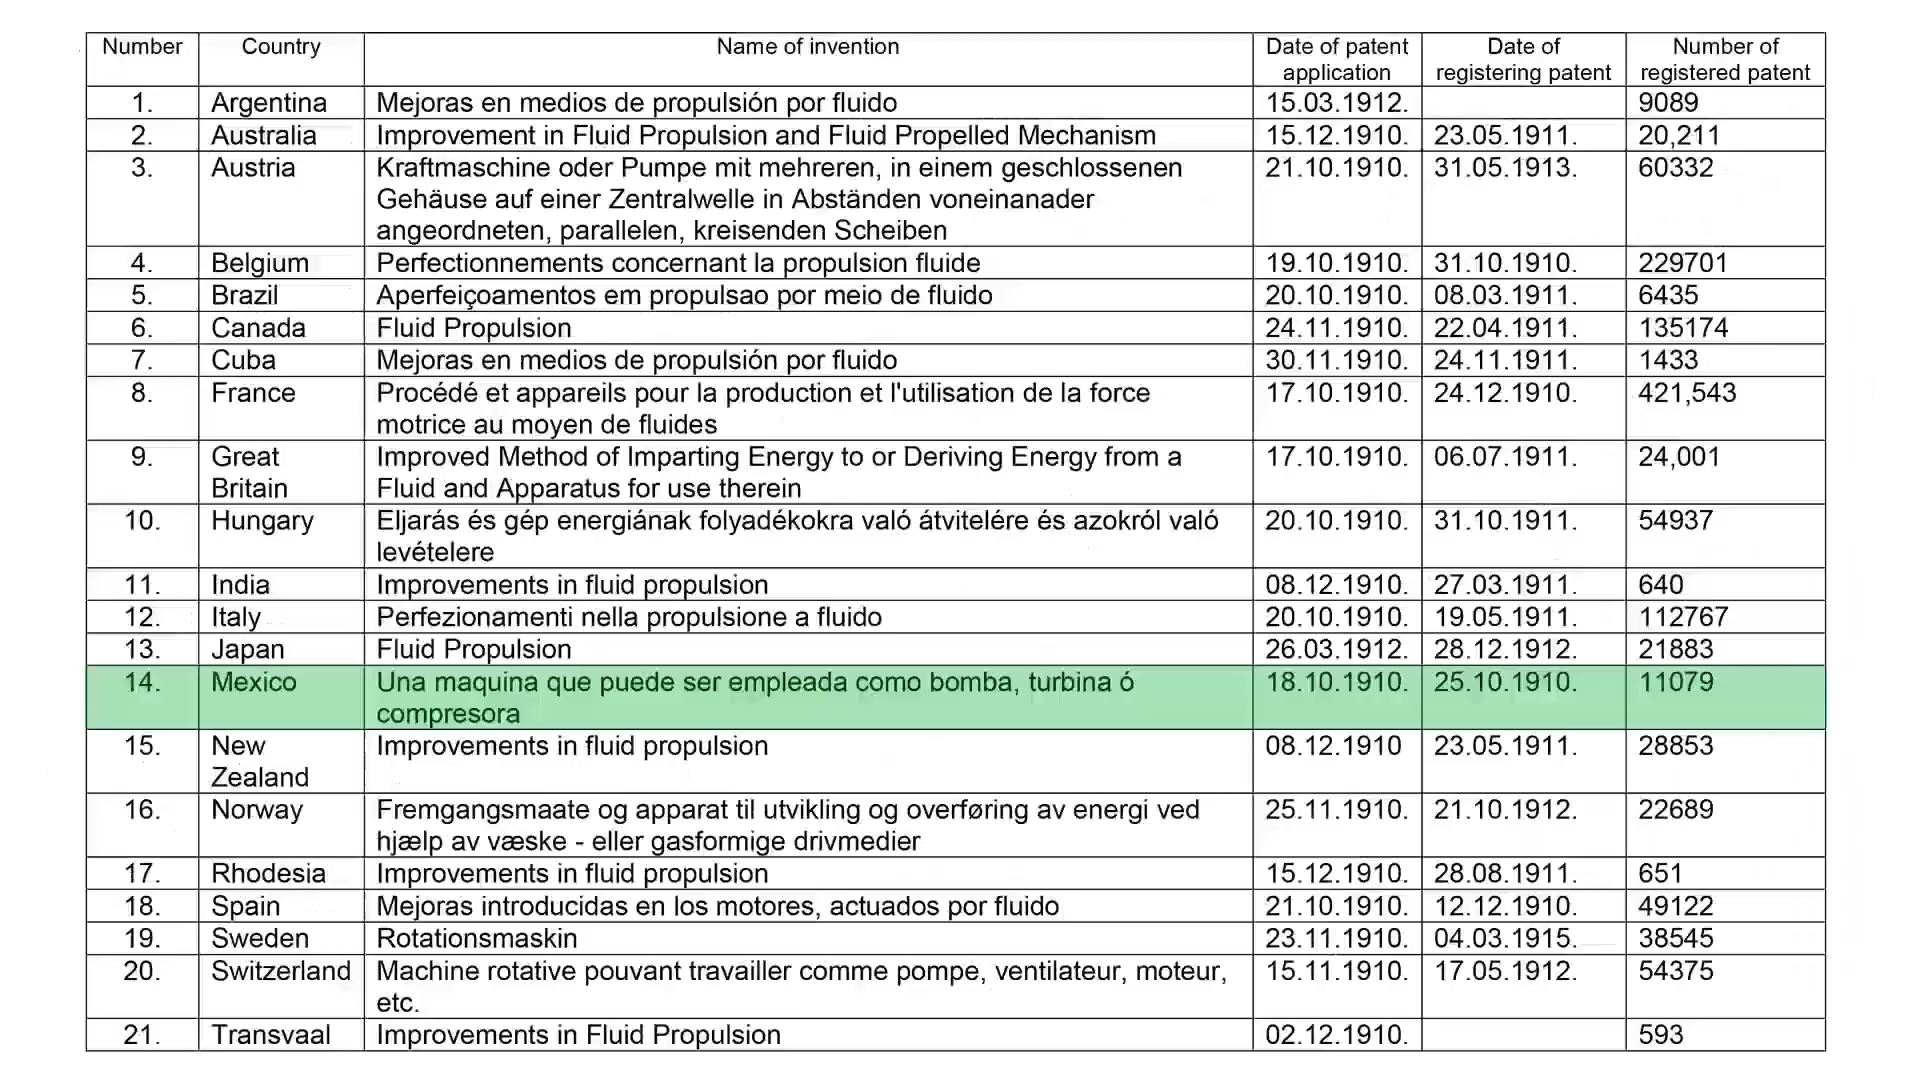 Number Country Name of invention Date of patent application Date of registering patent Number of registered patent
1. Argentina Mejoras en medios de propulsión por fluido 15.03.1912. 9089
2. Australia Improvement in Fluid Propulsion and Fluid Propelled Mechanism 15.12.1910. 23.05.1911. 20,211
3. Austria Kraftmaschine oder Pumpe mit mehreren, in einem geschlossenen 21.10.1910. 31.05.1913. 60332
Gehäuse auf einer Zentralwelle in Abständen voneinanader
angeordneten, parallelen, kreisenden Scheiben
4. Belgium Perfectionnements concernant la propulsion fluide 19.10.1910. 31.10.1910. 229701
5. Brazil Aperfeiçoamentos em propulsao por meio de fluido 20.10.1910. 08.03.1911. 6435
6. Canada Fluid Propulsion 24.11.1910. 22.04.1911. 135174
7. Cuba Mejoras en medios de propulsión por fluido 30.11.1910. 24.11.1911. 1433
8. France Procédé et appareils pour la production et l'utilisation de la force 17.10.1910. 24.12.1910. 421,543
motrice au moyen de fluides
9. Great Improved Method of Imparting Energy to or Deriving Energy from a 17.10.1910. 06.07.1911. 24,001
Britain Fluid and Apparatus for use therein
10. Hungary Eljarás és gép energiának folyadékokra való átvitelére és azokról való 20.10.1910. 31.10.1911. 54937
levételere
11. India Improvements in fluid propulsion 08.12.1910. 27.03.1911. 640
12. Italy Perfezionamenti nella propulsione a fluido 20.10.1910. 19.05.1911. 112767
13. Japan Fluid Propulsion 26.03.1912. 28.12.1912. 21883
14. Mexico Una maquina que puede ser empleada como bomba, turbina ó 18.10.1910. 25.10.1910. 11079
compresora
15. New Improvements in fluid propulsion 08.12.1910 23.05.1911. 28853
Zealand
16. Norway Fremgangsmaate og apparat til utvikling og overføring av energi ved 25.11.1910. 21.10.1912. 22689
hjælp av væske - eller gasformige drivmedier
17. Rhodesia Improvements in fluid propulsion 15.12.1910. 28.08.1911. 651
18. Spain Mejoras introducidas en los motores, actuados por fluido 21.10.1910. 12.12.1910. 49122
19. Sweden Rotationsmaskin 23.11.1910. 04.03.1915. 38545
20. Switzerland Machine rotative pouvant travailler comme pompe, ventilateur, moteur, 15.11.1910. 17.05.1912. 54375
etc.
21. Transvaal Improvements in Fluid Propulsion 02.12.1910. 593